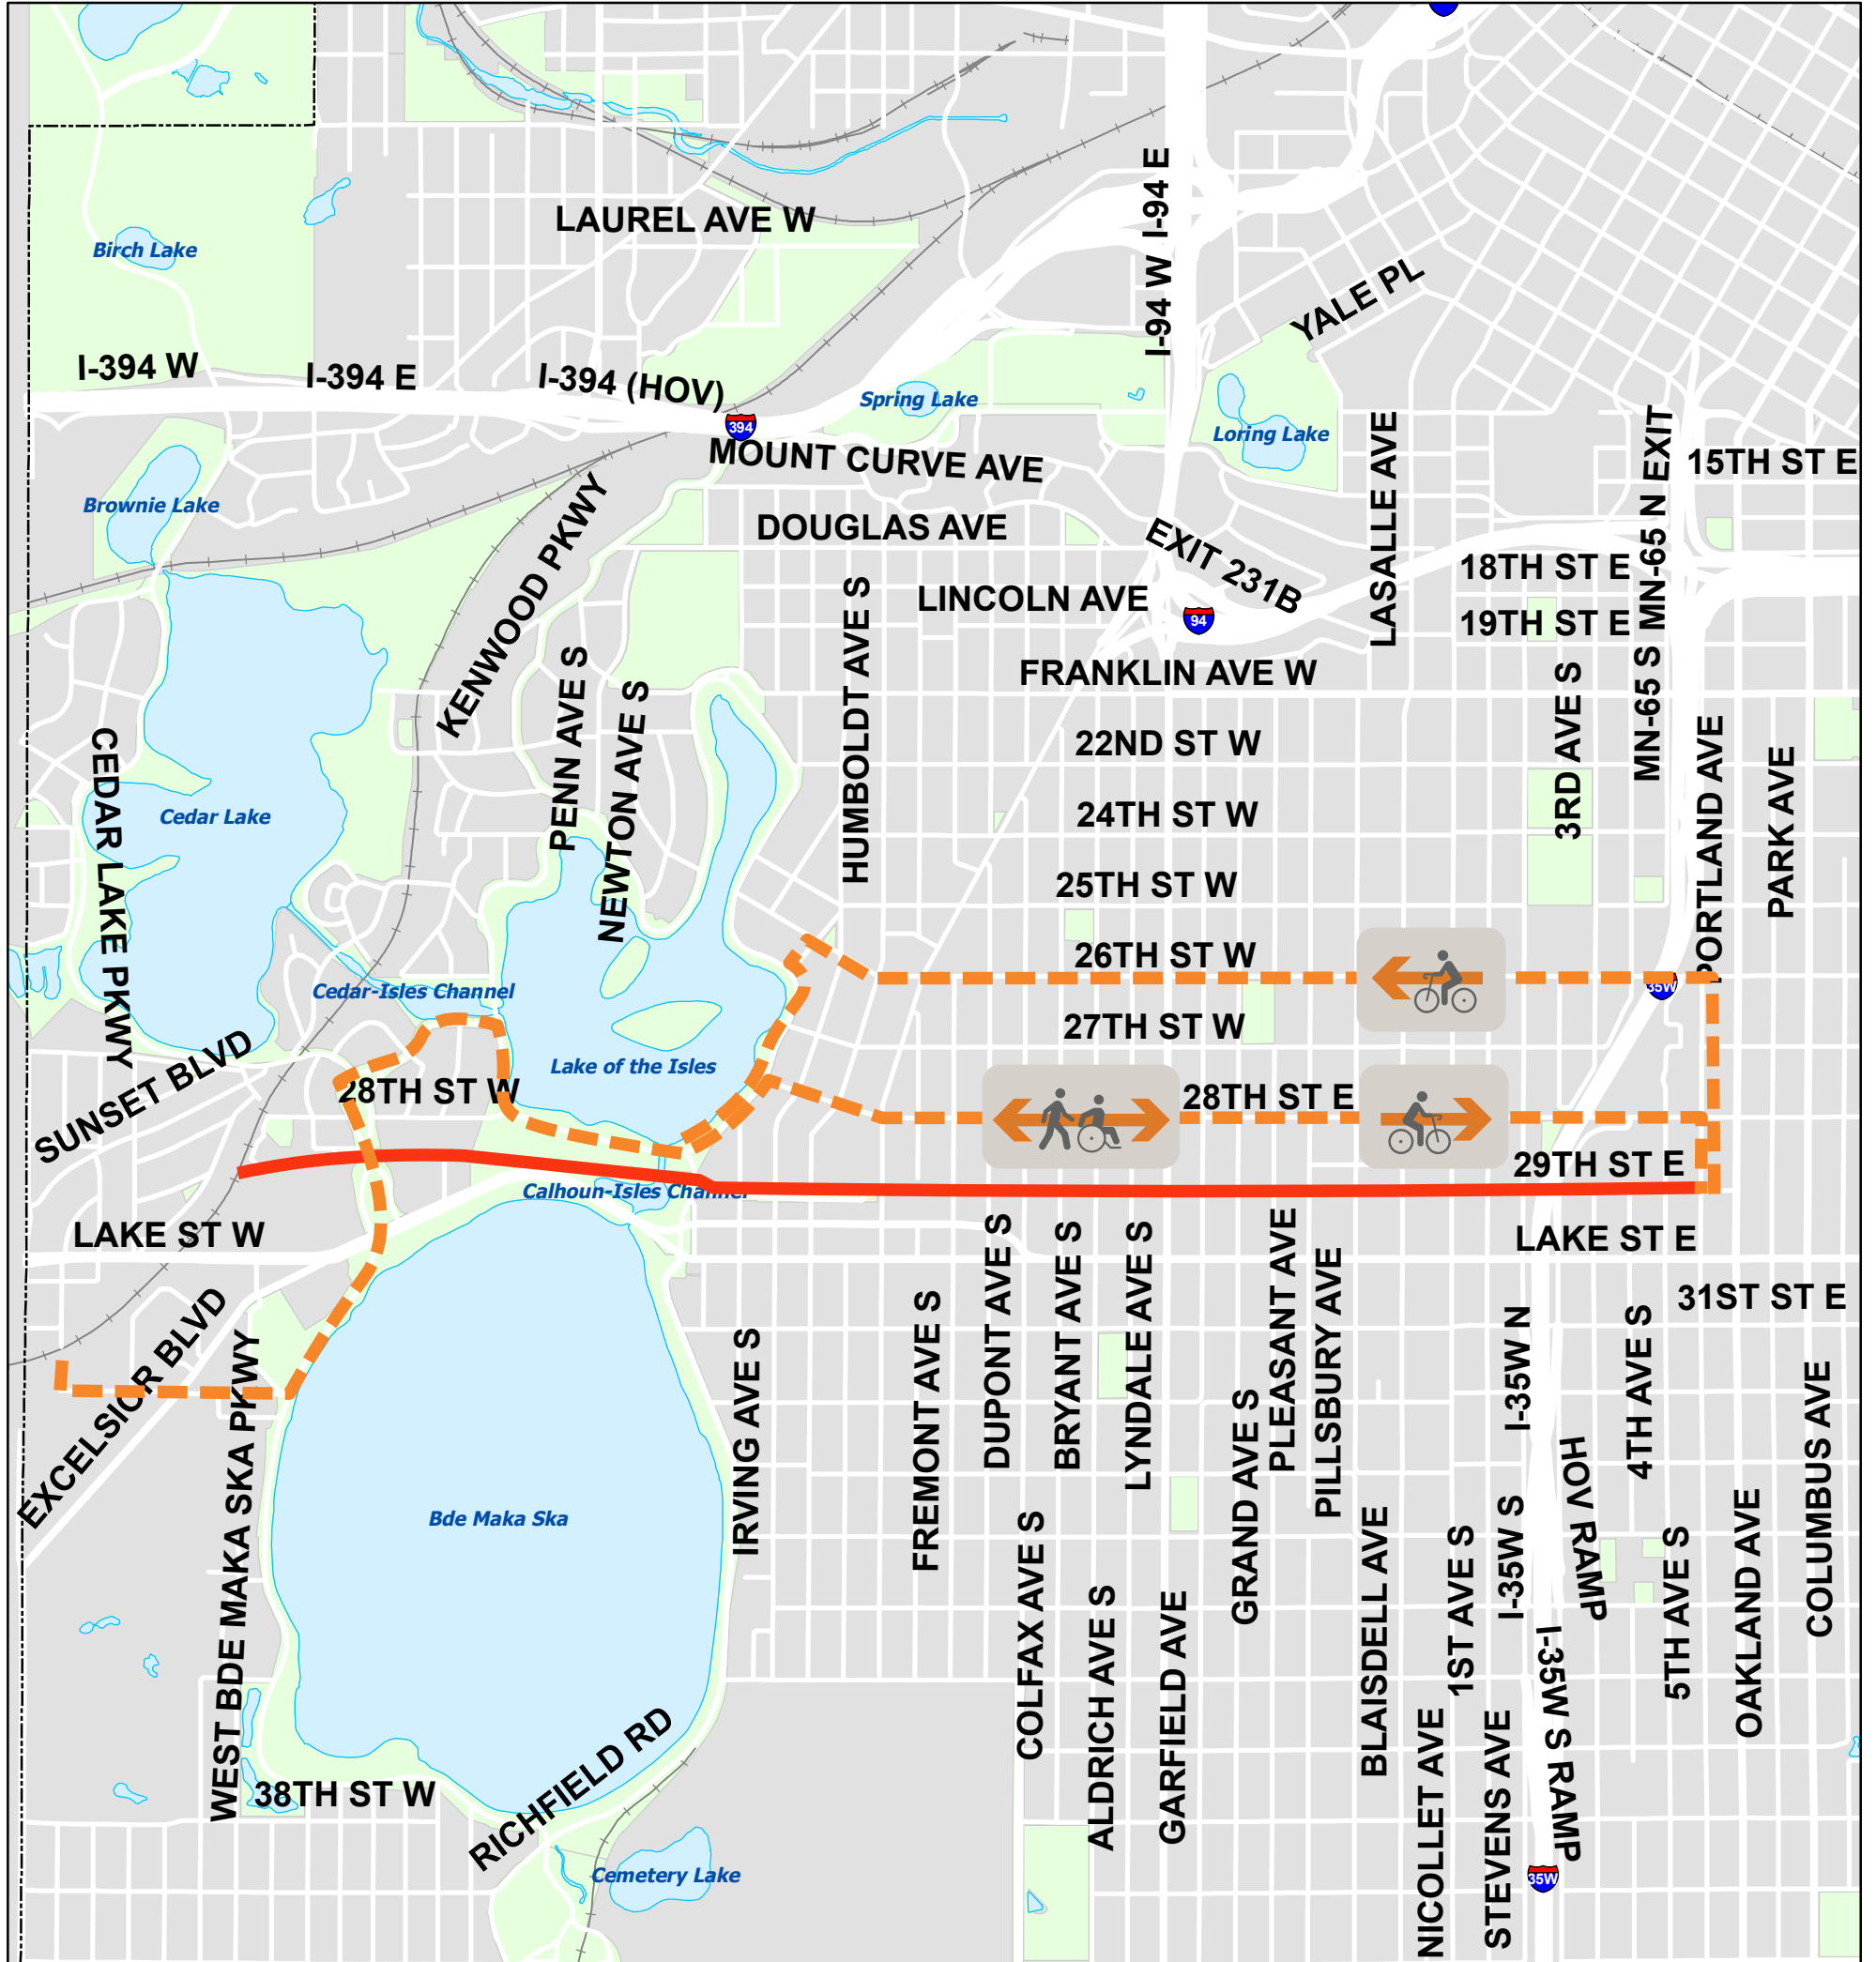 I-94 W I-94 E
LAUREL AVE W
Birch Lake
YALE PL
I-394 W
I-394 E
I-394 (HOV)
394
Spring Lake
Loring Lake
MOUNT CURVE AVE
LASALLE AVE
MN-65 S MN-65 N EXIT
15TH ST E
Brownie Lake
KENWOOD PKWY
DOUGLAS AVE
EXIT 231B
18TH ST E
HUMBOLDT AVE S
LINCOLN AVE
94
19TH ST E
PENN AVE S
NEWTON AVE S
FRANKLIN AVE W
3RD AVE S
PORTLAND AVE
PARK AVE
CEDAR LAKE PKWY
22ND ST W
Cedar Lake
24TH ST W
25TH ST W
26TH ST W
35W
Cedar-Isles Channel
27TH ST W
SUNSET BLVD
28TH ST W
Lake of the Isles
28TH ST E
29TH ST E
Calhoun-Isles Channel
LAKE ST W
LAKE ST E
31ST ST E
EXCELSIOR BLVD
WEST BDE MAKA SKA PKWY
Bde Maka Ska
IRVING AVE S
FREMONT AVE S
DUPONT AVE S
COLFAX AVE S
BRYANT AVE S
ALDRICH AVE S
LYNDALE AVE S
GARFIELD AVE
GRAND AVE S
PLEASANT AVE
PILLSBURY AVE
BLAISDELL AVE
NICOLLET AVE
1ST AVE S
STEVENS AVE
I-35W N
I-35W S
HOV RAMP
I-35W S RAMP
4TH AVE S
5TH AVE S
OAKLAND AVE
COLUMBUS AVE
38TH ST W
RICHFIELD RD
Cemetery Lake
35W